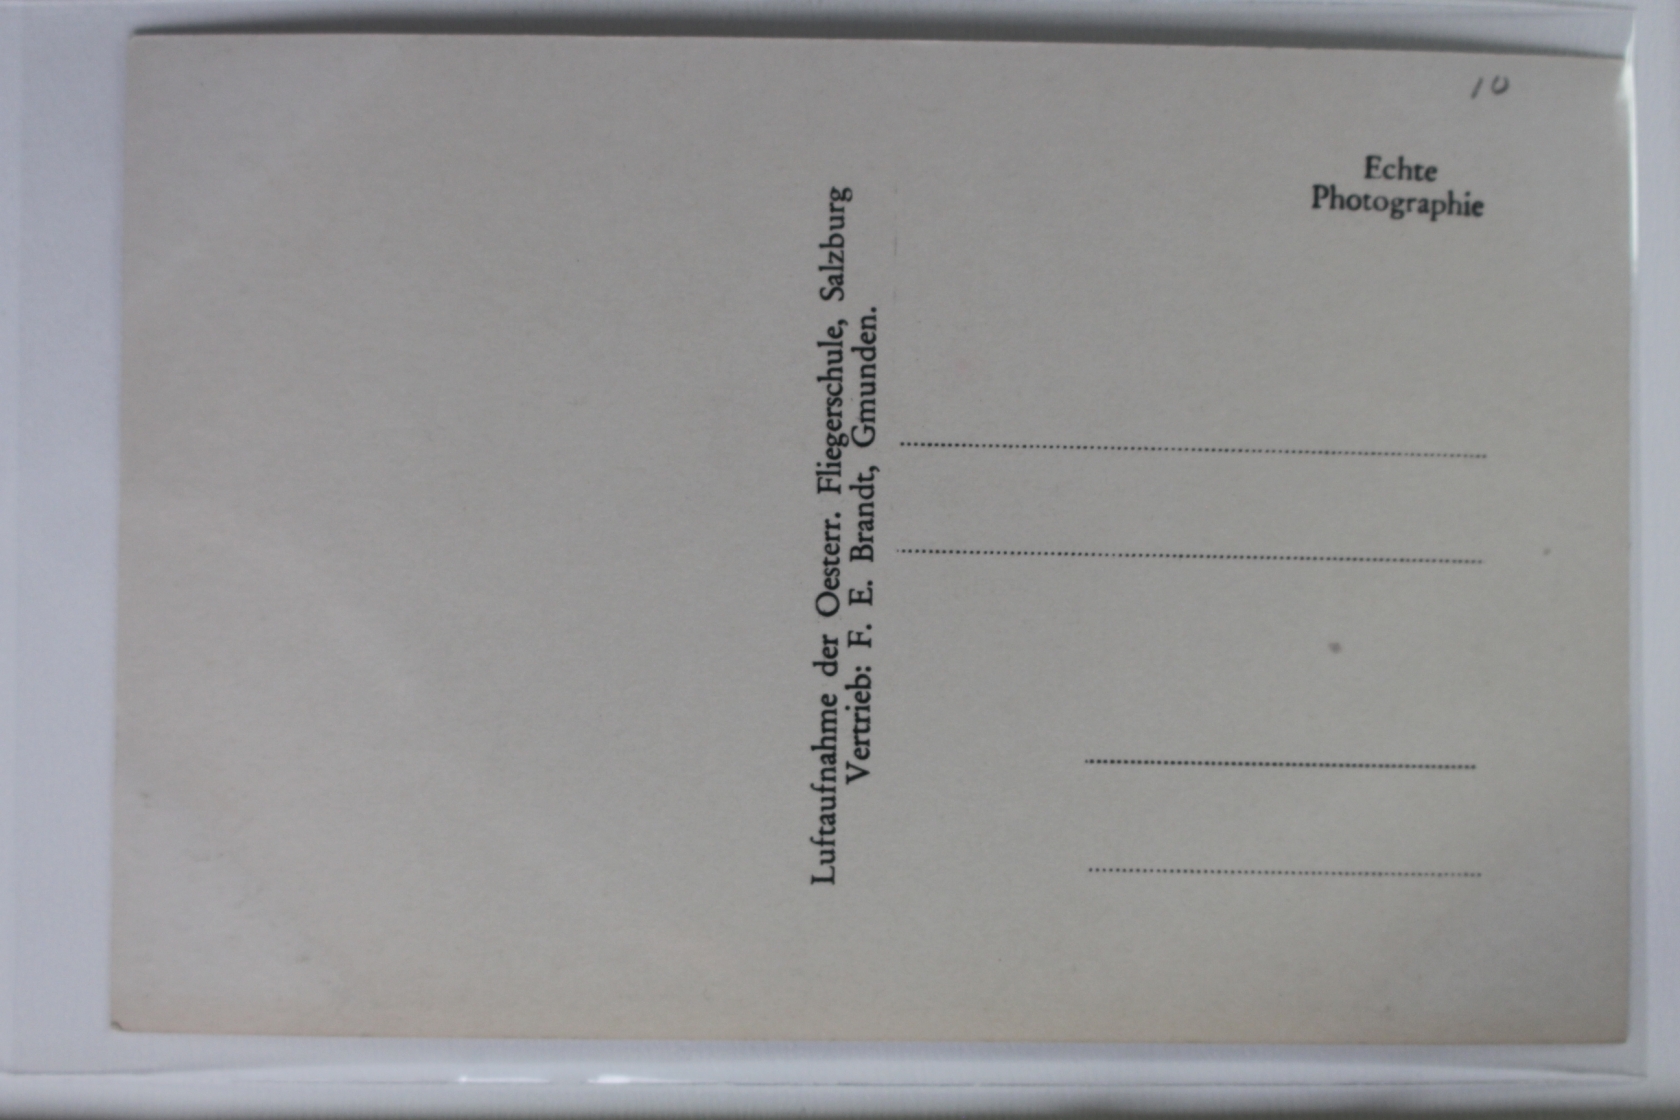 10
Echte
Photographie
Luftaufnahme der Oesterr. Fliegerschule, Salzburg
Vertrieb: F. E. Brandt, Gmunden.